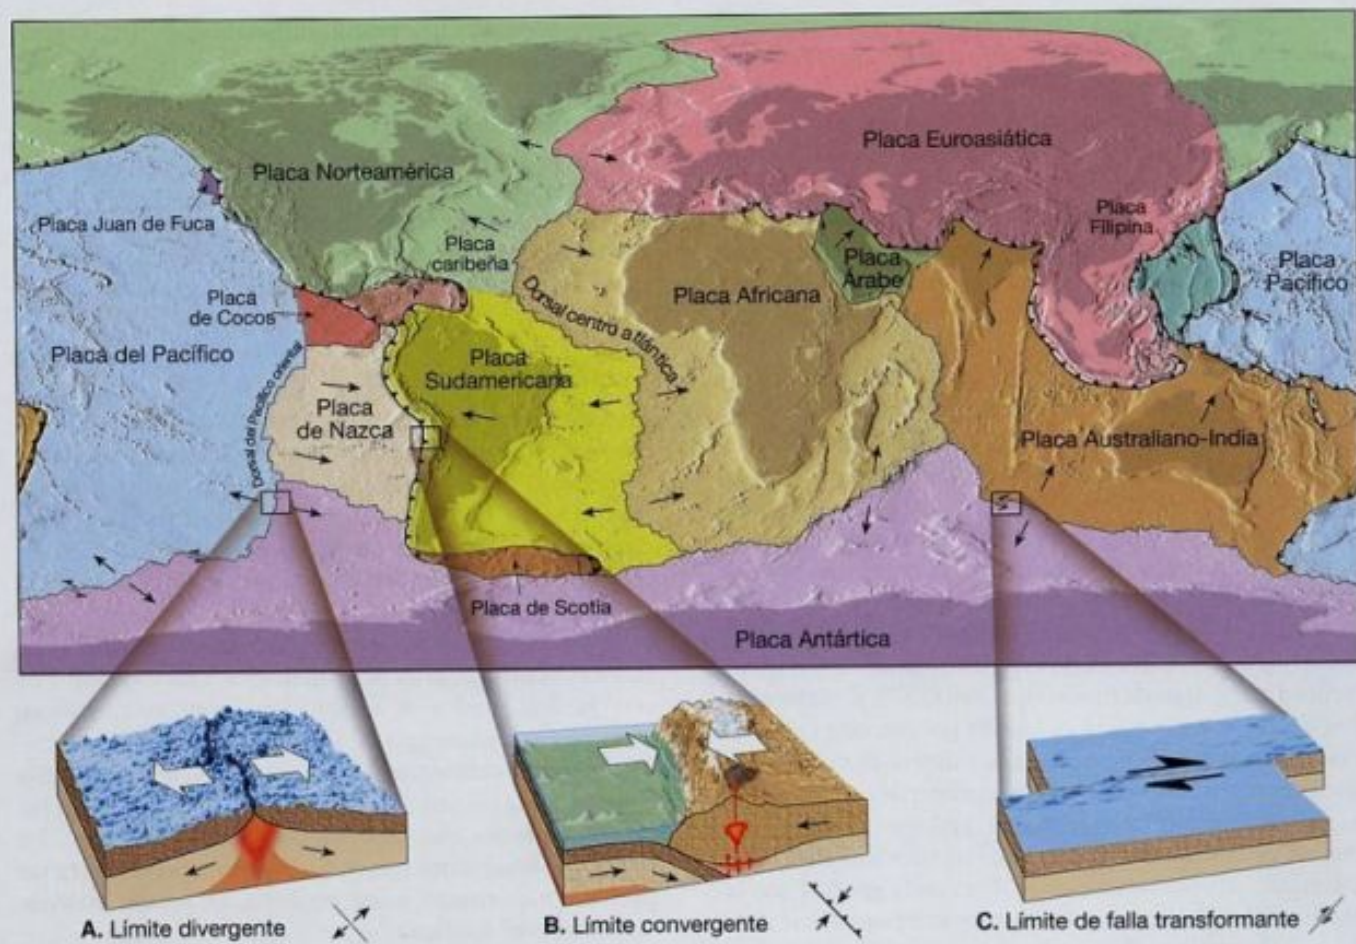 Placa Euroasiática
Placa Norteamérica
Placa Juan de Fuca
Placa
Filipina
Placa
caribeña
Placa
Árabe
Placa
Pacífico
Placa
de Cocos
Placa Africana
Dorsal centro atlántica
Placa del Pacífico
Dorsal del Pacífico oriental
Placa
Sudamericana
Placa
de Nazca
Placa Australiano-India
Placa de Scotia
Placa Antártica
A. Límite divergente
B. Límite convergente
C. Límite de falla transformante